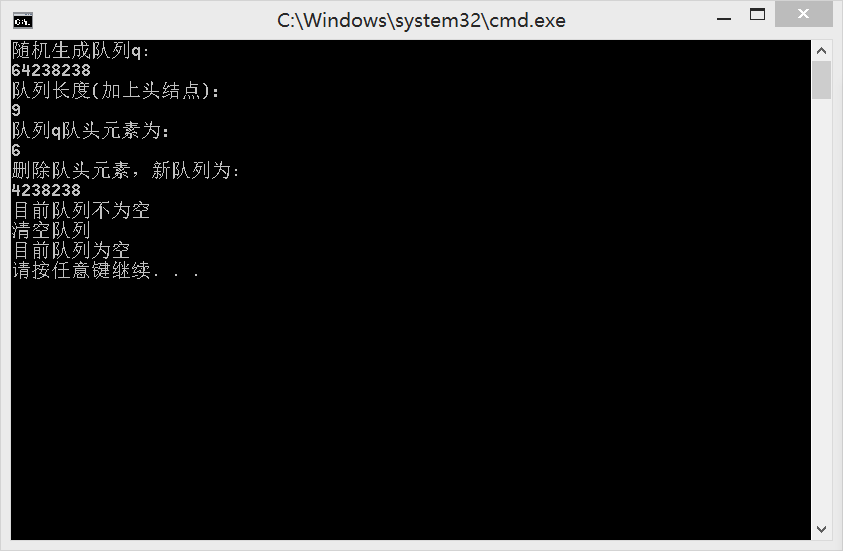 C:\Windows\system32\cmd.exe
随机生成队列q:
64238238
队列长度(加上头结点):
9
队列q队头元素为:
6
删除队头元素，新队列为:
4238238
目前队列不为空
清空队列
目前队列为空
请按任意键继续. . .